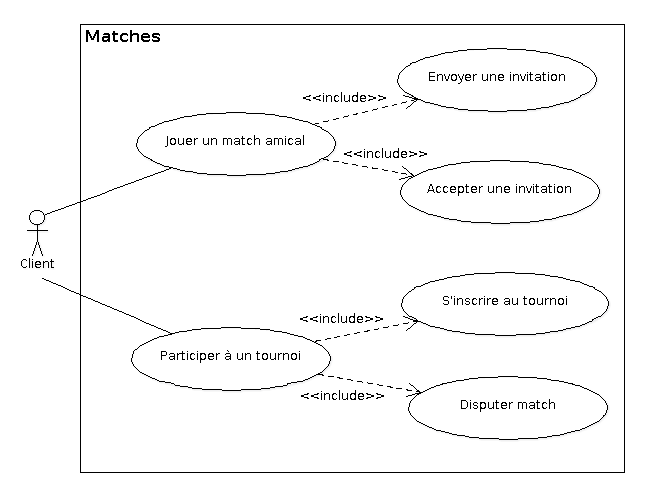 Matches
Envoyer une invitation
<<include>>
Jouer un match amical
<<include>>
Accepter une invitation
Client
S'inscrire au tournoi
<<include>>
Participer à un tournoi
<<include>>
Disputer match